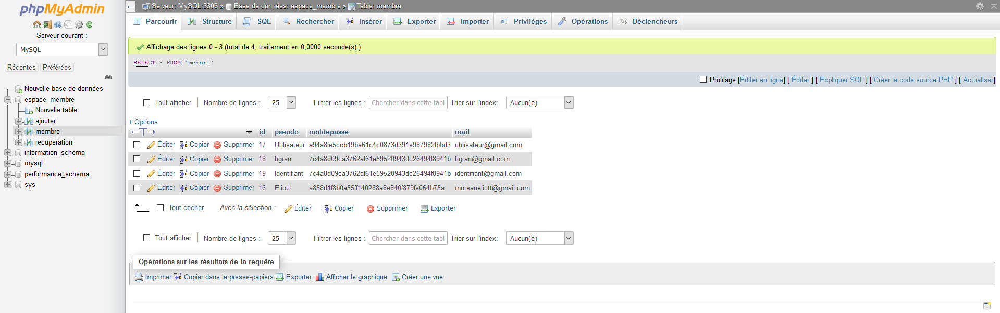 phpMyAdmin
Serveur courant :
MySQL
Récentes Préférées
Nouvelle base de données
espace_membre
Nouvelle table
ajouter
membre
recuperation
information_schema
mysql
performance_schema
sys
Serveur: MySQL:3306 » Base de données: espace_membre » Table: membre
Parcourir Structure SQL Rechercher Insérer Exporter Importer Privilèges Opérations Déclencheurs
Affichage des lignes 0 - 3 (total de 4, traitement en 0,0000 seconde(s).)
SELECT * FROM `membre`
Profilage [Éditer en ligne] [ Éditer ] [ Expliquer SQL ] [ Créer le code source PHP ] [ Actualiser]
Tout afficher | Nombre de lignes : 25 Filtrer les lignes : Chercher dans cette tabl Trier sur l'index: Aucun(e)
+ Options
←T→ id pseudo motdepasse mail
Éditer Copier Supprimer 17 Utilisateur a94a8fe5ccb19ba61c4c0873d391e987982fbbd3 utilisateur@gmail.com
Éditer Copier Supprimer 18 tigran 7c4a8d09ca3762af61e59520943dc26494f8941b tigran@gmail.com
Éditer Copier Supprimer 19 Identifiant 7c4a8d09ca3762af61e59520943dc26494f8941b identifiant@gmail.com
Éditer Copier Supprimer 16 Eliott a858d1f8b0a55ff140288a8e840f879fe064b75a moreaueliott@gmail.com
Tout cocher Avec la sélection : Éditer Copier Supprimer Exporter
Tout afficher | Nombre de lignes : 25 Filtrer les lignes : Chercher dans cette tabl Trier sur l'index: Aucun(e)
Opérations sur les résultats de la requête
Imprimer Copier dans le presse-papiers Exporter Afficher le graphique Créer une vue